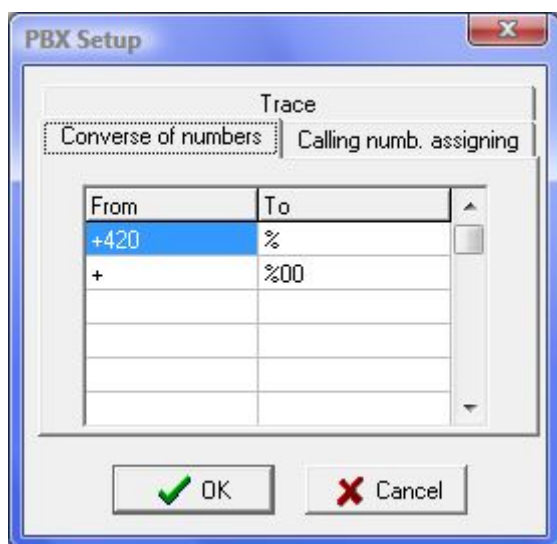 PBX Setup
Trace
Converse of numbers
Calling numb. assigning
From To
+420 %
+ %00
OK Cancel